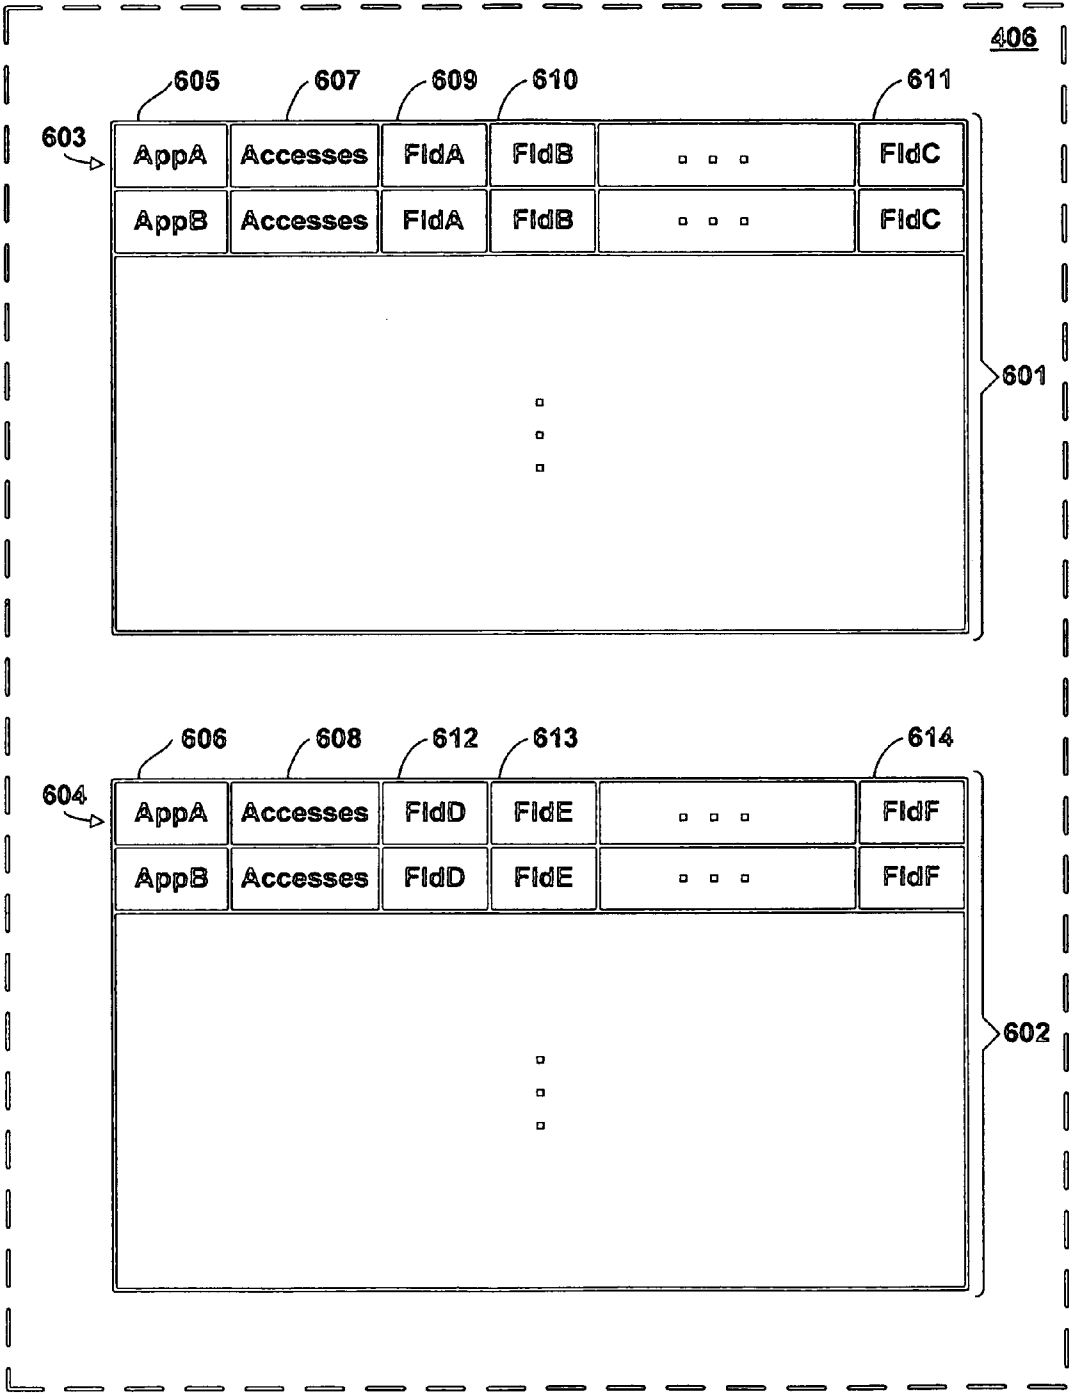 406
605 607 609 610 611
603
AppA Accesses FldA FldB . . . FldC
AppB Accesses FldA FldB . . . FldC
601
606 608 612 613 614
604
AppA Accesses FldD FldE . . . FldF
AppB Accesses FldD FldE . . . FldF
602